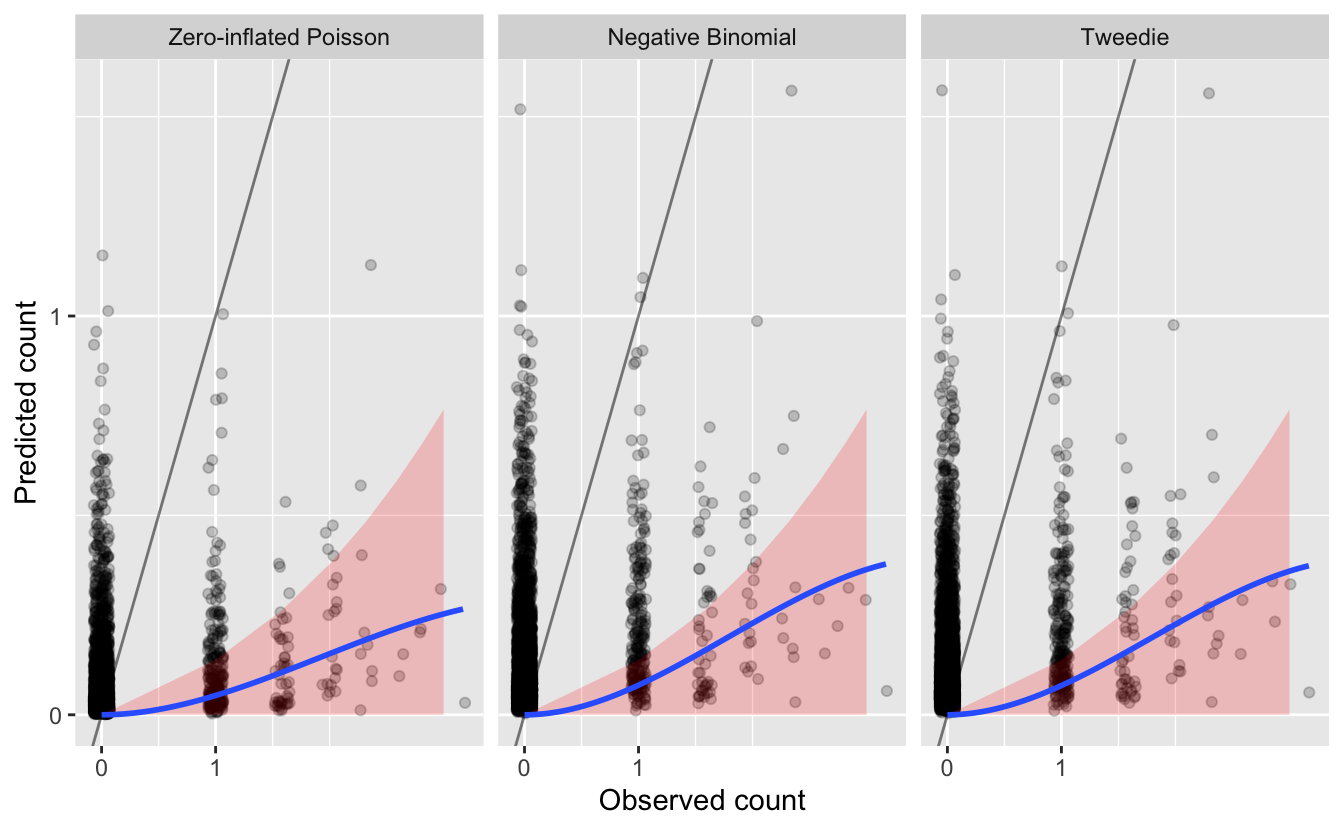 Zero-inflated Poisson
Negative Binomial
Tweedie
Predicted count
1
0
0
1
0
1
0
1
Observed count